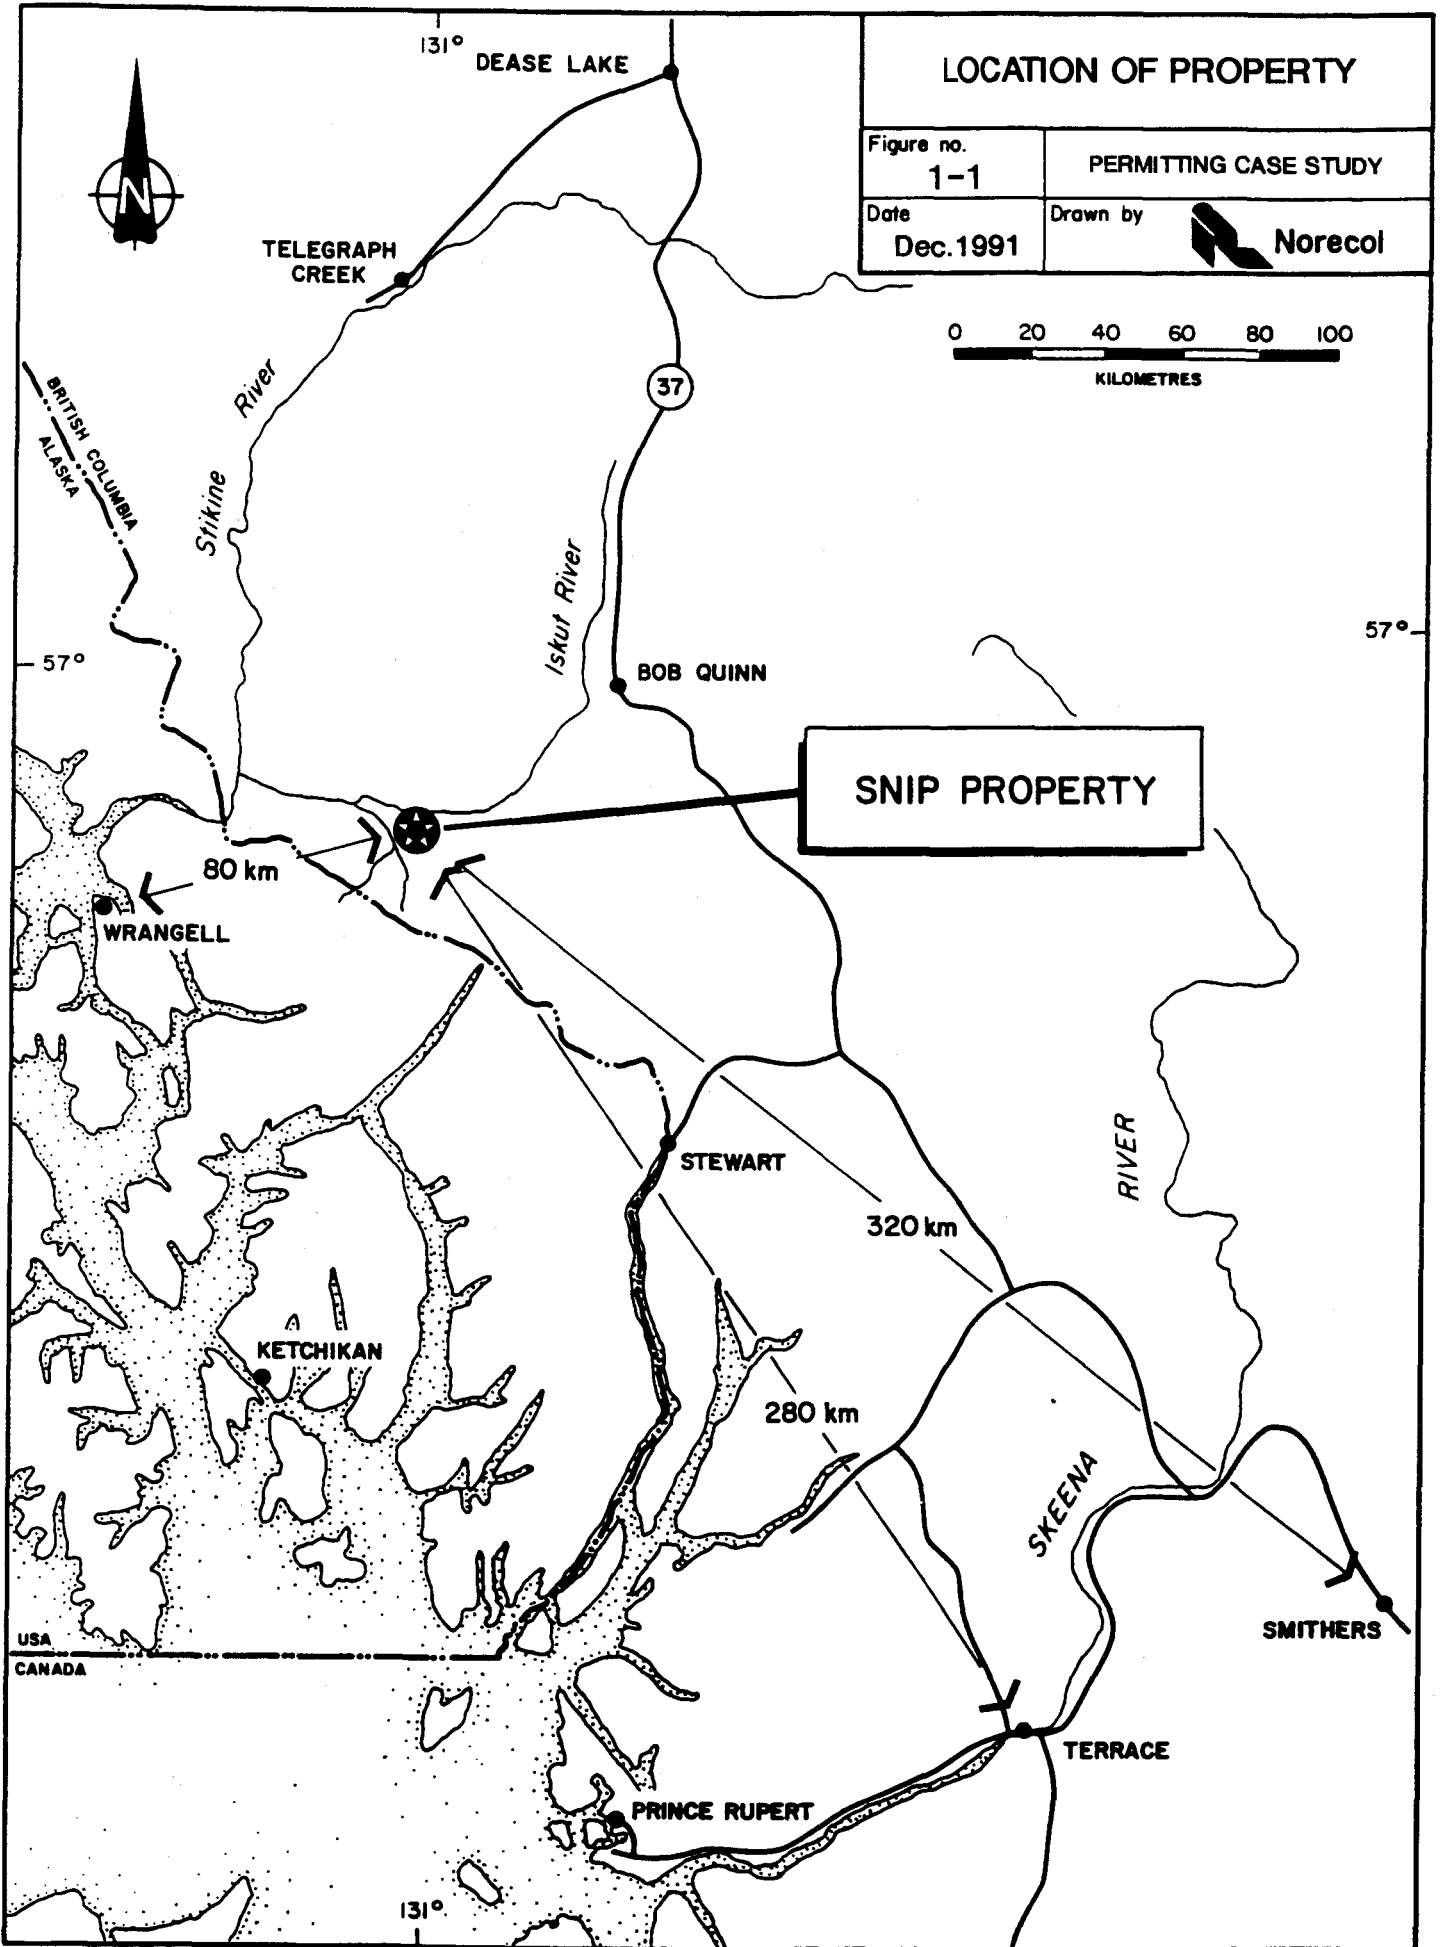 131°
DEASE LAKE
LOCATION OF PROPERTY
Figure no.
1-1
PERMITTING CASE STUDY
Date
Dec.1991
Drawn by
Norecol
N
TELEGRAPH
CREEK
0 20 40 60 80 100
KILOMETRES
37
River
Stikine
BRITISH COLUMBIA
ALASKA
Iskut River
57°
57°
BOB QUINN
SNIP PROPERTY
80 km
WRANGELL
STEWART
RIVER
320 km
KETCHIKAN
280 km
SKEENA
SMITHERS
USA
CANADA
TERRACE
PRINCE RUPERT
131°